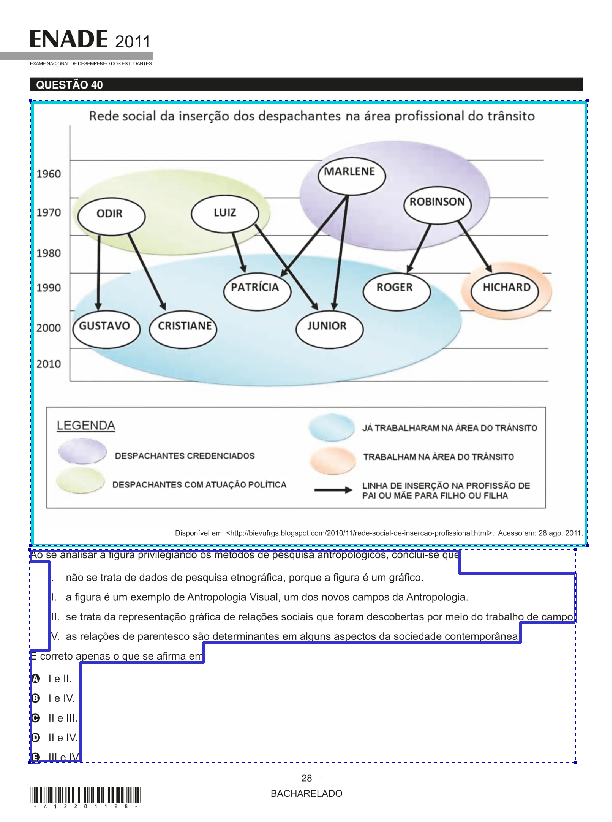 ENADE 2011
EXAME NACIONAL DE DESEMPENHO DOS ESTUDANTES
QUESTÃO 40
Rede social da inserção dos despachantes na área profissional do trânsito
1960
MARLENE
1970
ODIR
LUIZ
ROBINSON
1980
1990
PATRÍCIA
ROGER
HICHARD
2000
GUSTAVO
CRISTIANE
JUNIOR
2010
LEGENDA
DESPACHANTES CREDENCIADOS
DESPACHANTES COM ATUAÇÃO POLÍTICA
JÁ TRABALHARAM NA ÁREA DO TRÂNSITO
TRABALHAM NA ÁREA DO TRÂNSITO
LINHA DE INSERÇÃO NA PROFISSÃO DE
PAI OU MÃE PARA FILHO OU FILHA
Disponível em: <http://bievufrgs.blogspot.com/2010/11/rede-social-de-insercao-profissional.html>. Acesso em: 28 ago. 2011.
Ao se analisar a figura privilegiando os métodos de pesquisa antropológicos, conclui-se que
I. não se trata de dados de pesquisa etnográfica, porque a figura é um gráfico.
II. a figura é um exemplo de Antropologia Visual, um dos novos campos da Antropologia.
III. se trata da representação gráfica de relações sociais que foram descobertas por meio do trabalho de campo.
IV. as relações de parentesco são determinantes em alguns aspectos da sociedade contemporânea.
É correto apenas o que se afirma em
A I e II.
B I e IV.
C II e III.
D II e IV.
E III e IV.
28
BACHARELADO